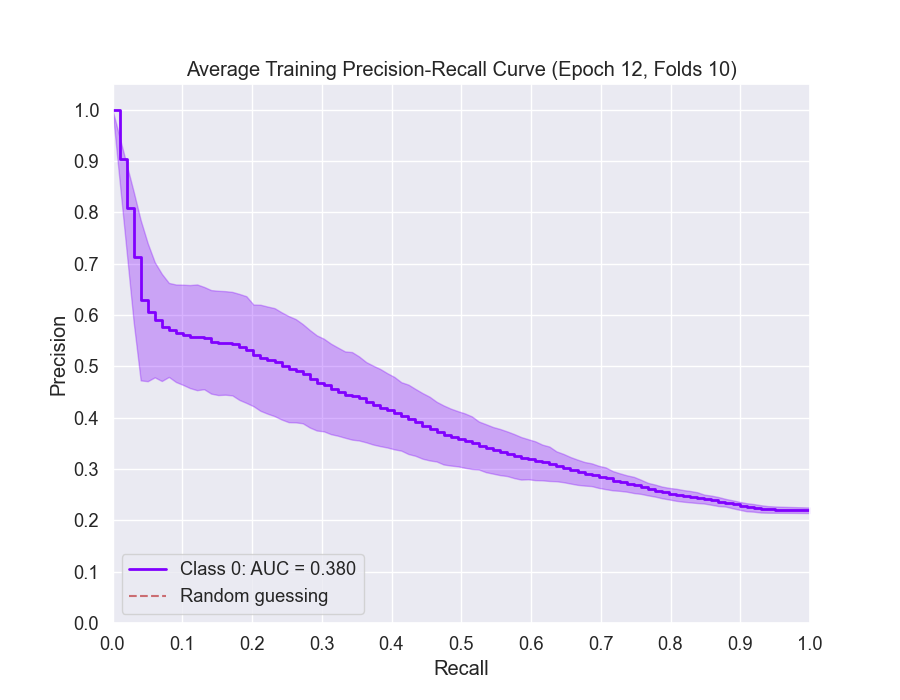 Average Training Precision-Recall Curve (Epoch 12, Folds 10)
Precision
1.0
0.9
0.8
0.7
0.6
0.5
0.4
0.3
0.2
0.1
0.0
Class 0: AUC = 0.380
Random guessing
0.0 0.1 0.2 0.3 0.4 0.5 0.6 0.7 0.8 0.9 1.0
Recall